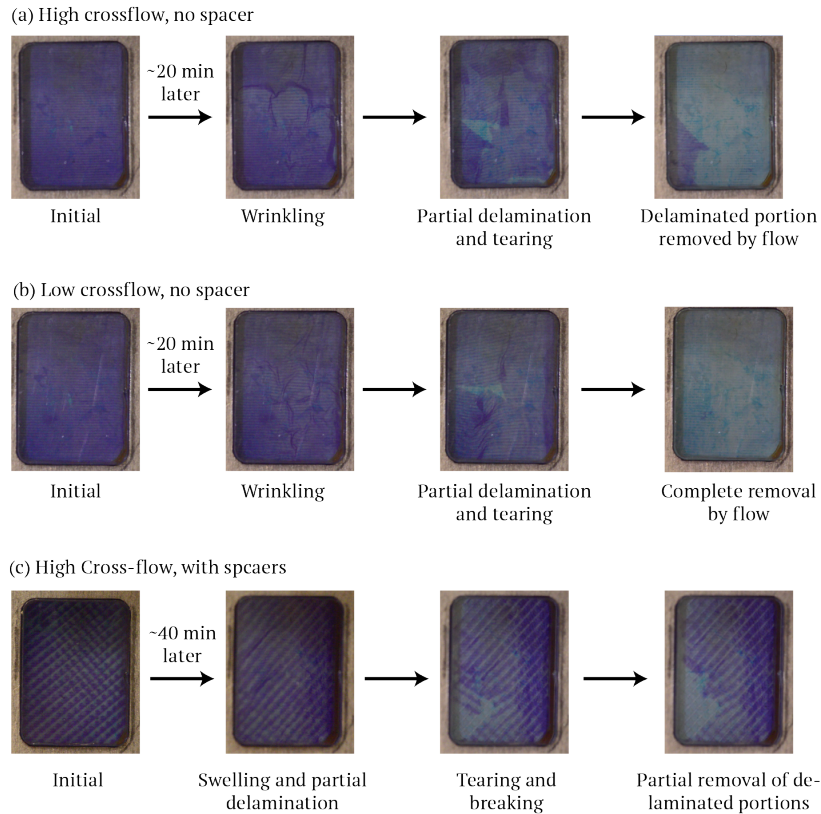 (a) High crossflow, no spacer
~20 min
later
Initial
Wrinkling
Partial delamination
and tearing
Delaminated portion
removed by flow
(b) Low crossflow, no spacer
~20 min
later
Initial
Wrinkling
Partial delamination
and tearing
Complete removal
by flow
(c) High Cross-flow, with spcaers
~40 min
later
Initial
Swelling and partial
delamination
Tearing and
breaking
Partial removal of de-
laminated portions